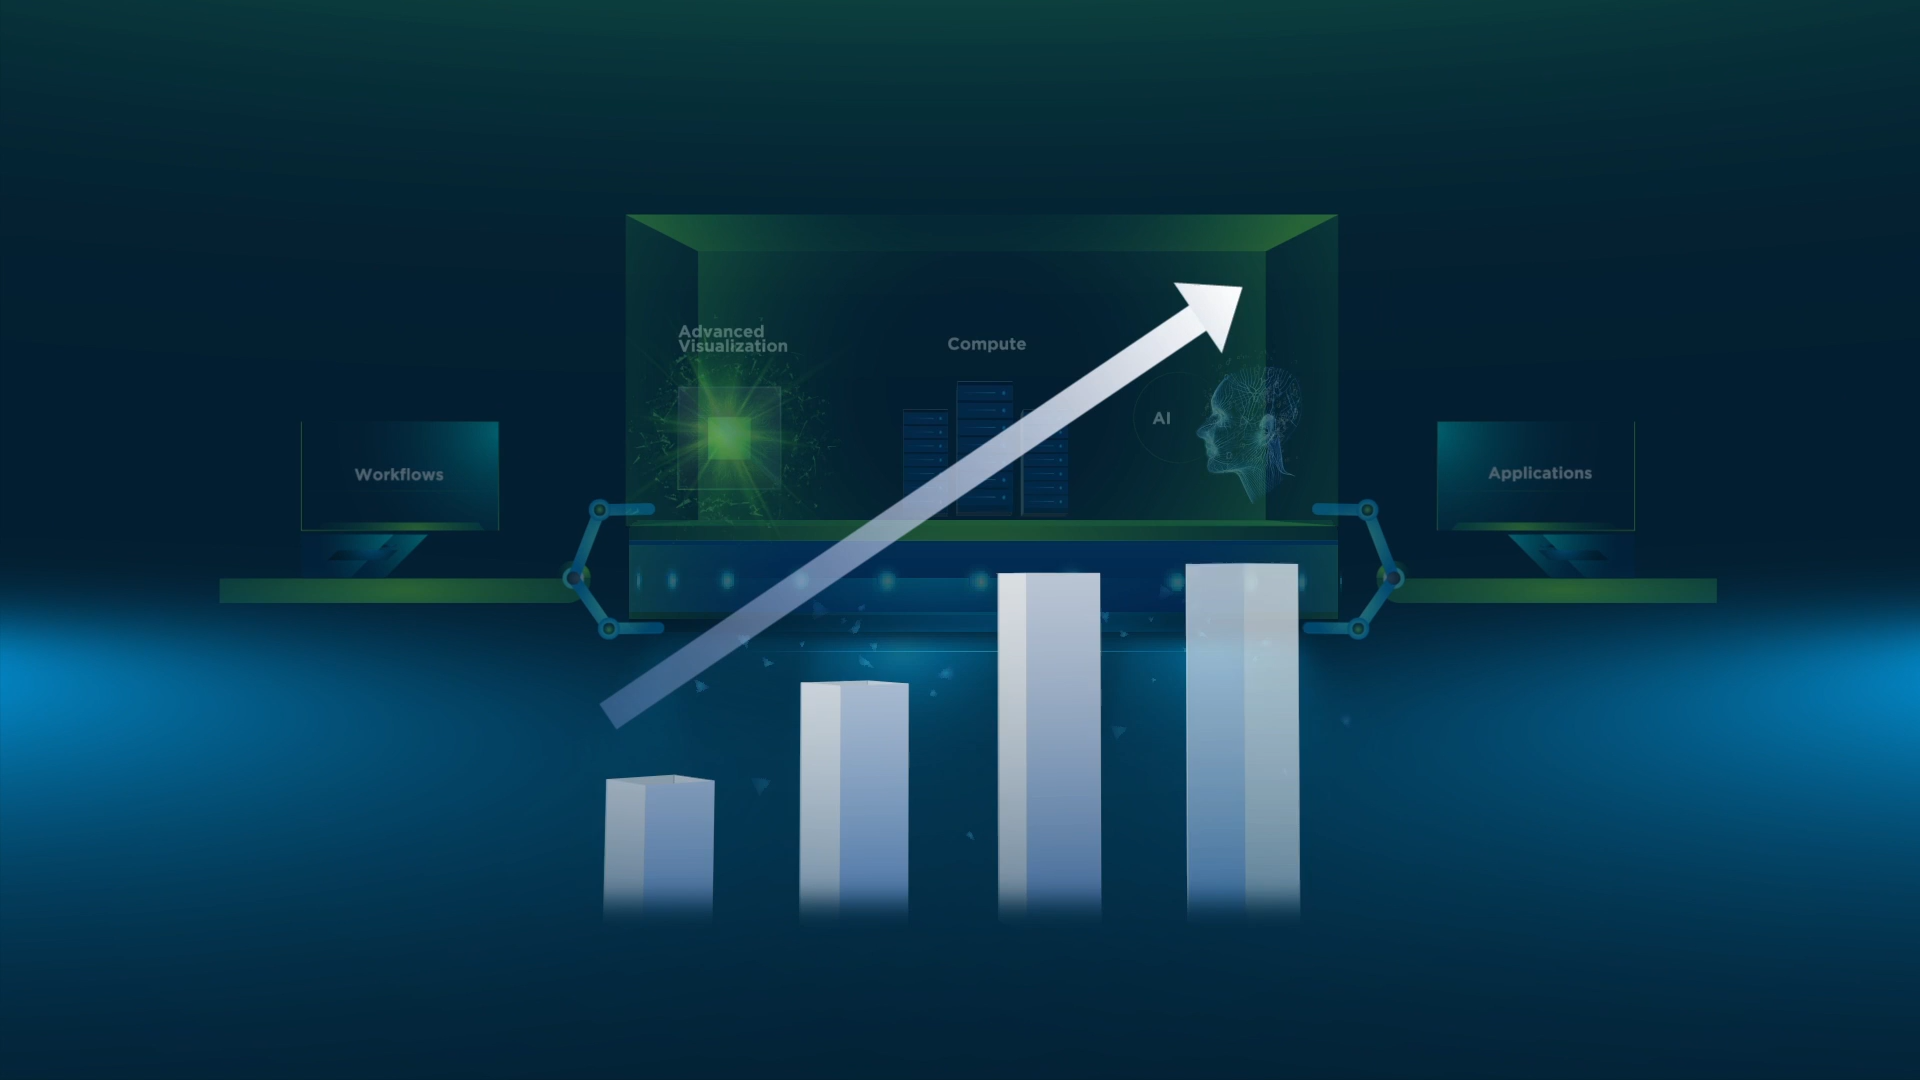 Advanced
Visualization
Compute
AI
Workflows
Applications